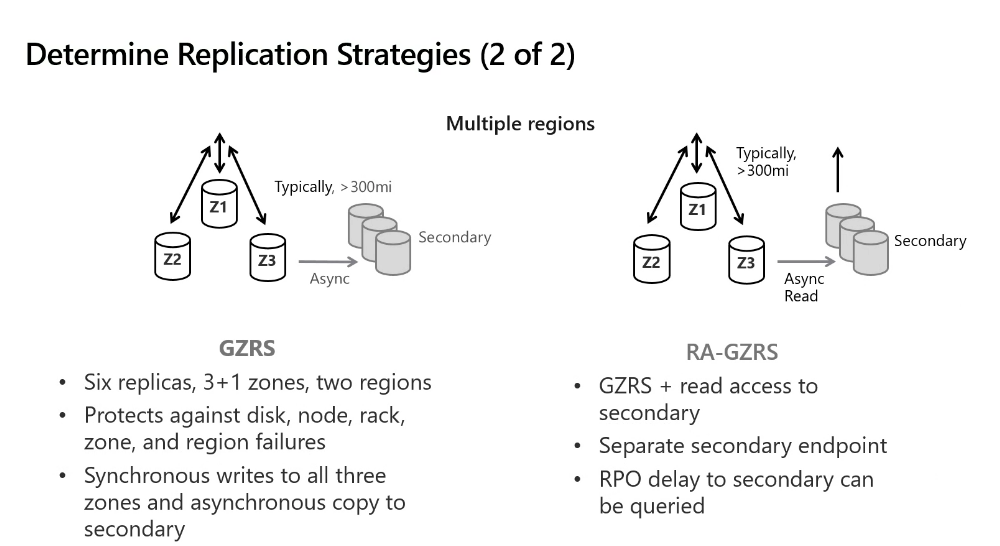 Determine Replication Strategies (2 of 2)
Multiple regions
Typically, >300mi
Z1
Z2
Z3
Secondary
Async
Typically,
>300mi
Z1
Z2
Z3
Secondary
Async
Read
GZRS
• Six replicas, 3+1 zones, two regions
• Protects against disk, node, rack,
zone, and region failures
• Synchronous writes to all three
zones and asynchronous copy to
secondary
RA-GZRS
• GZRS + read access to
secondary
• Separate secondary endpoint
• RPO delay to secondary can
be queried